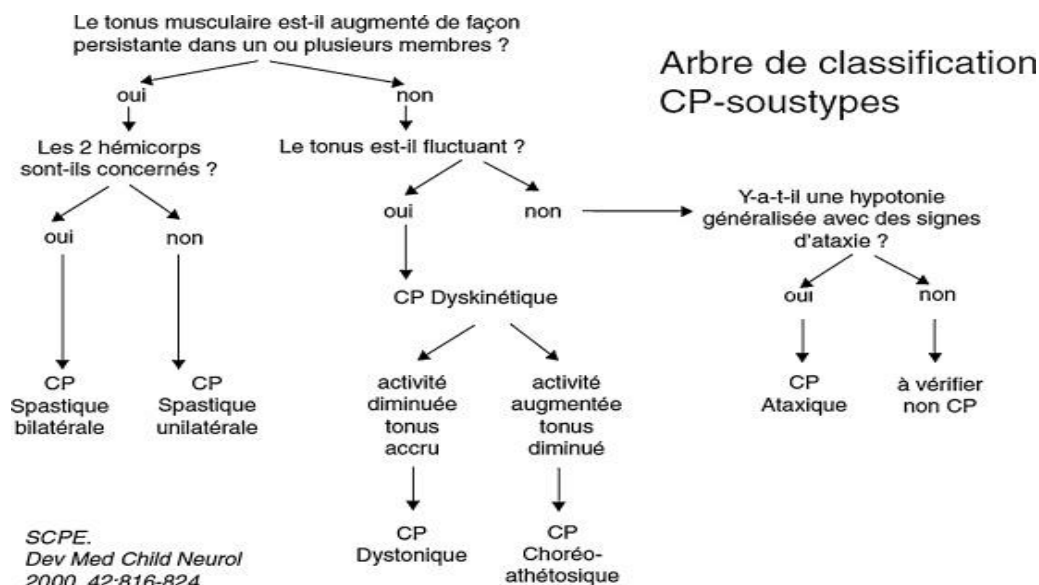 Le tonus musculaire est-il augmenté de façon
persistante dans un ou plusieurs membres ?
Arbre de classification
CP-soustypes
oui
non
Les 2 hémicorps
sont-ils concernés ?
Le tonus est-il fluctuant ?
oui
non
oui
non
Y-a-t-il une hypotonie
généralisée avec des signes
d'ataxie ?
oui
non
CP Dyskinétique
CP
Spastique
bilatérale
CP
Spastique
unilatérale
activité
diminuée
tonus
accru
activité
augmentée
tonus
diminué
CP
Ataxique
à vérifier
non CP
CP
Dystonique
CP
Choréo-
athétosique
SCPE.
Dev Med Child Neurol
2000, 42:816-824